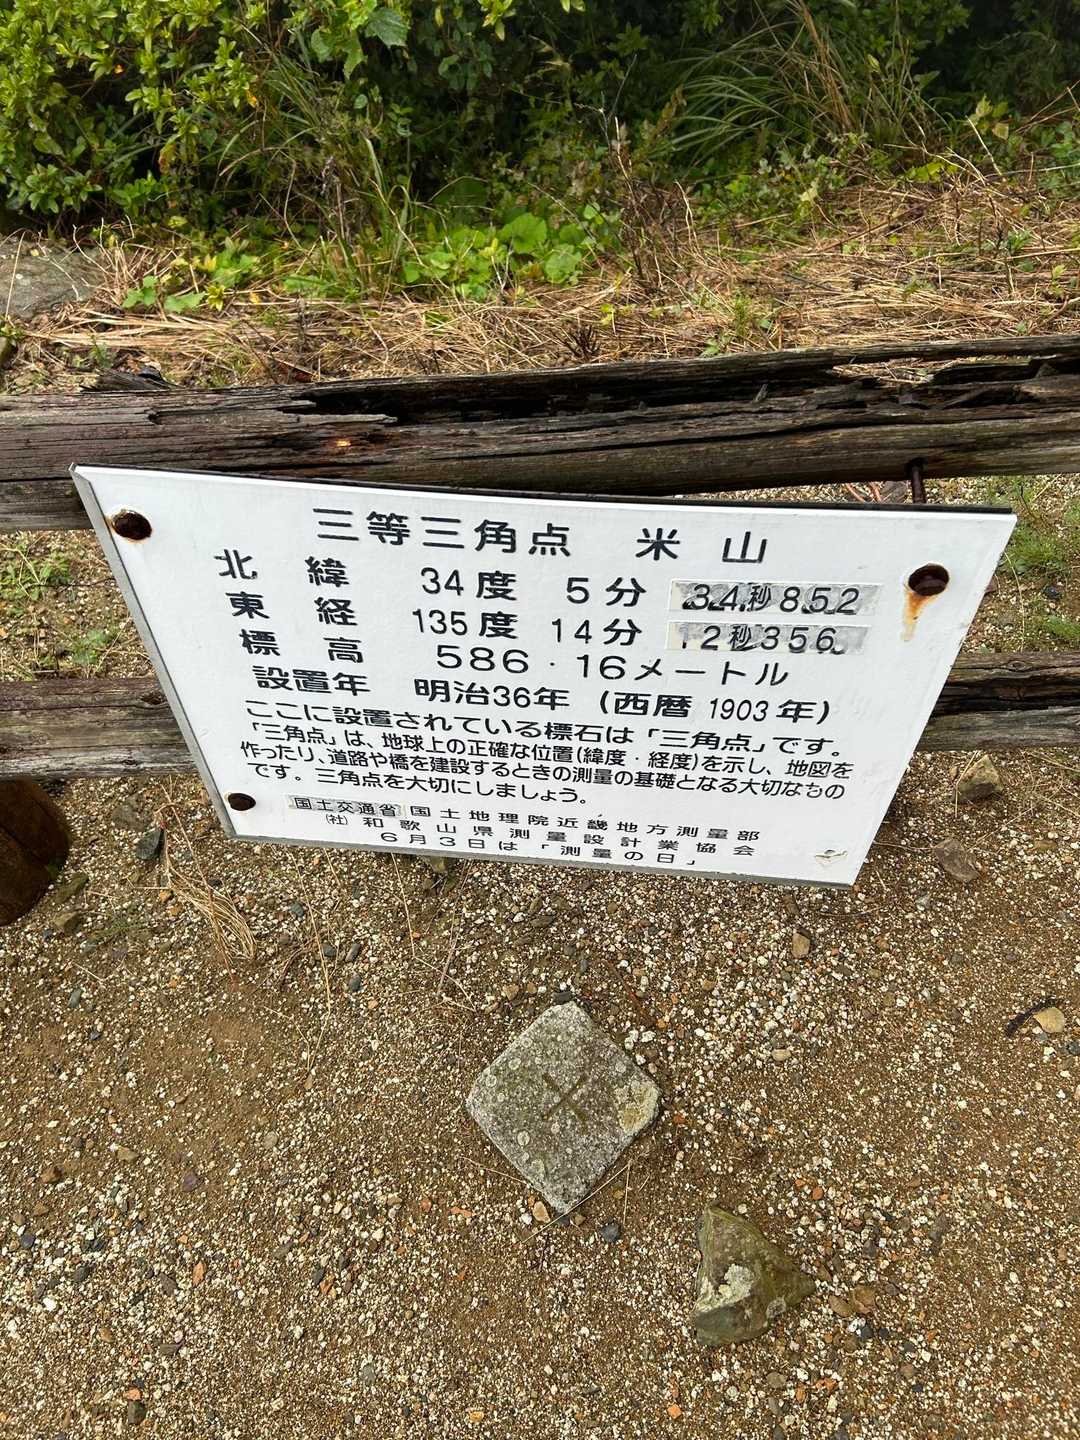 三等三角点 米山
北緯 34度 5分 34秒852
東経 135度 14分 12秒356
標高 586・16メートル
設置年 明治36年 (西暦 1903年)
ここに設置されている標石は「三角点」です。
「三角点」は、地球上の正確な位置(緯度・経度)を示し、地図を
作ったり、道路や橋を建設するときの測量の基礎となる大切なもの
です。三角点を大切にしましょう。
国土交通省国土地理院近畿地方測量部
(社)和歌山県測量設計業協会
6月3日は「測量の日」